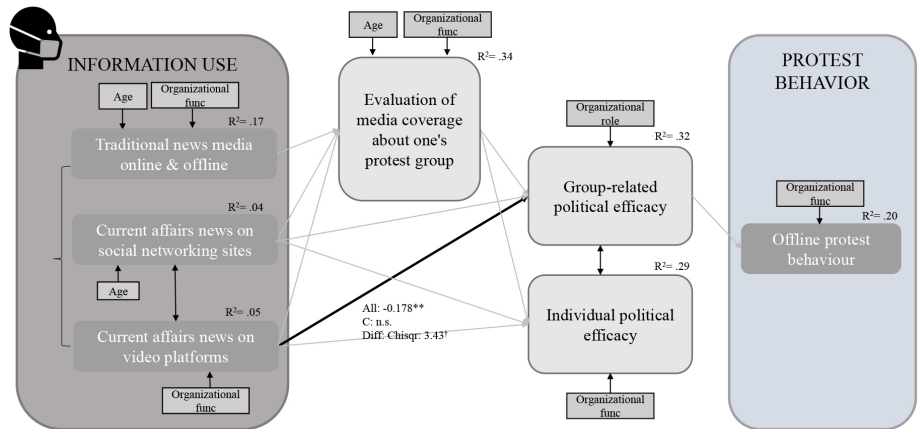 INFORMATION USE
Age
Organizational
func
R²= .17
Traditional news media
online & offline
R²= .04
Current affairs news on
social networking sites
Age
R²= .05
Current affairs news on
video platforms
Organizational
func
Age
Organizational
func
R²= .34
Evaluation of
media coverage
about one's
protest group
All: -0.178**
C: n.s.
Diff: Chisqr: 3.43†
Organizational
role
R²= .32
Group-related
political efficacy
R²= .29
Individual political
efficacy
Organizational
func
PROTEST
BEHAVIOR
Organizational
func
R²= .20
Offline protest
behaviour